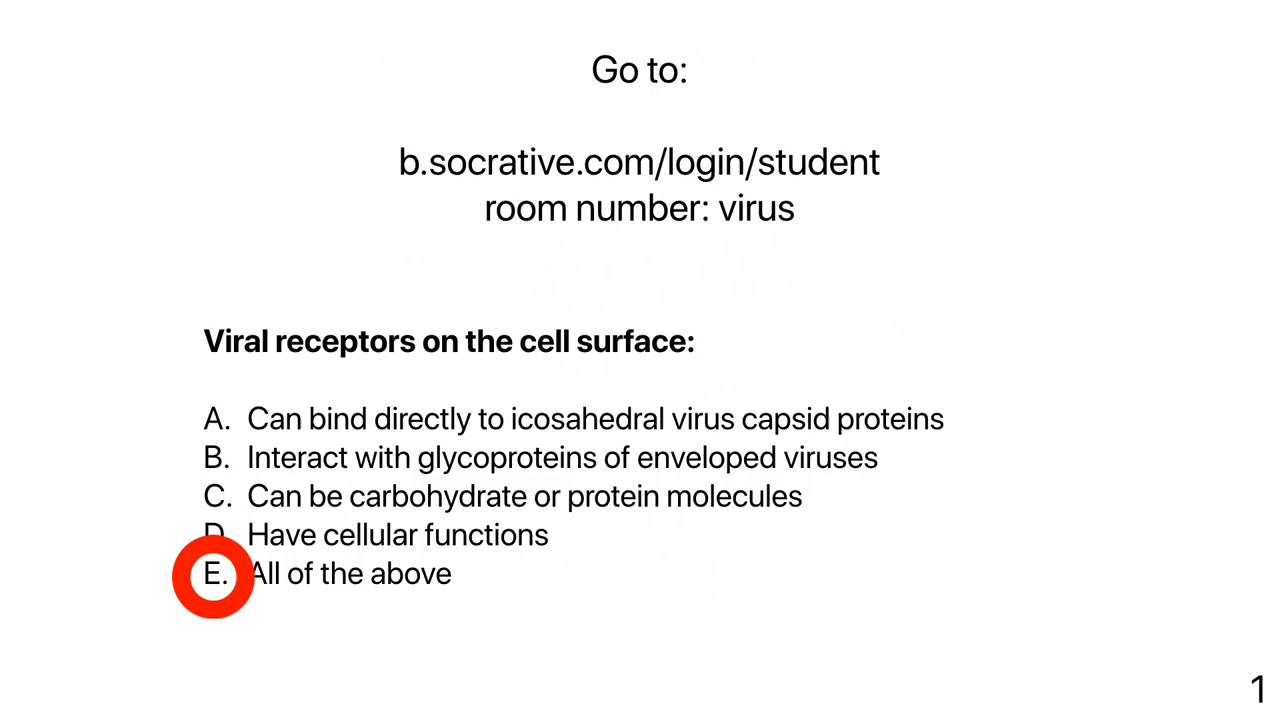 Go to:
b.socrative.com/login/student
room number: virus
Viral receptors on the cell surface:
A. Can bind directly to icosahedral virus capsid proteins
B. Interact with glycoproteins of enveloped viruses
C. Can be carbohydrate or protein molecules
D. Have cellular functions
E. All of the above
1